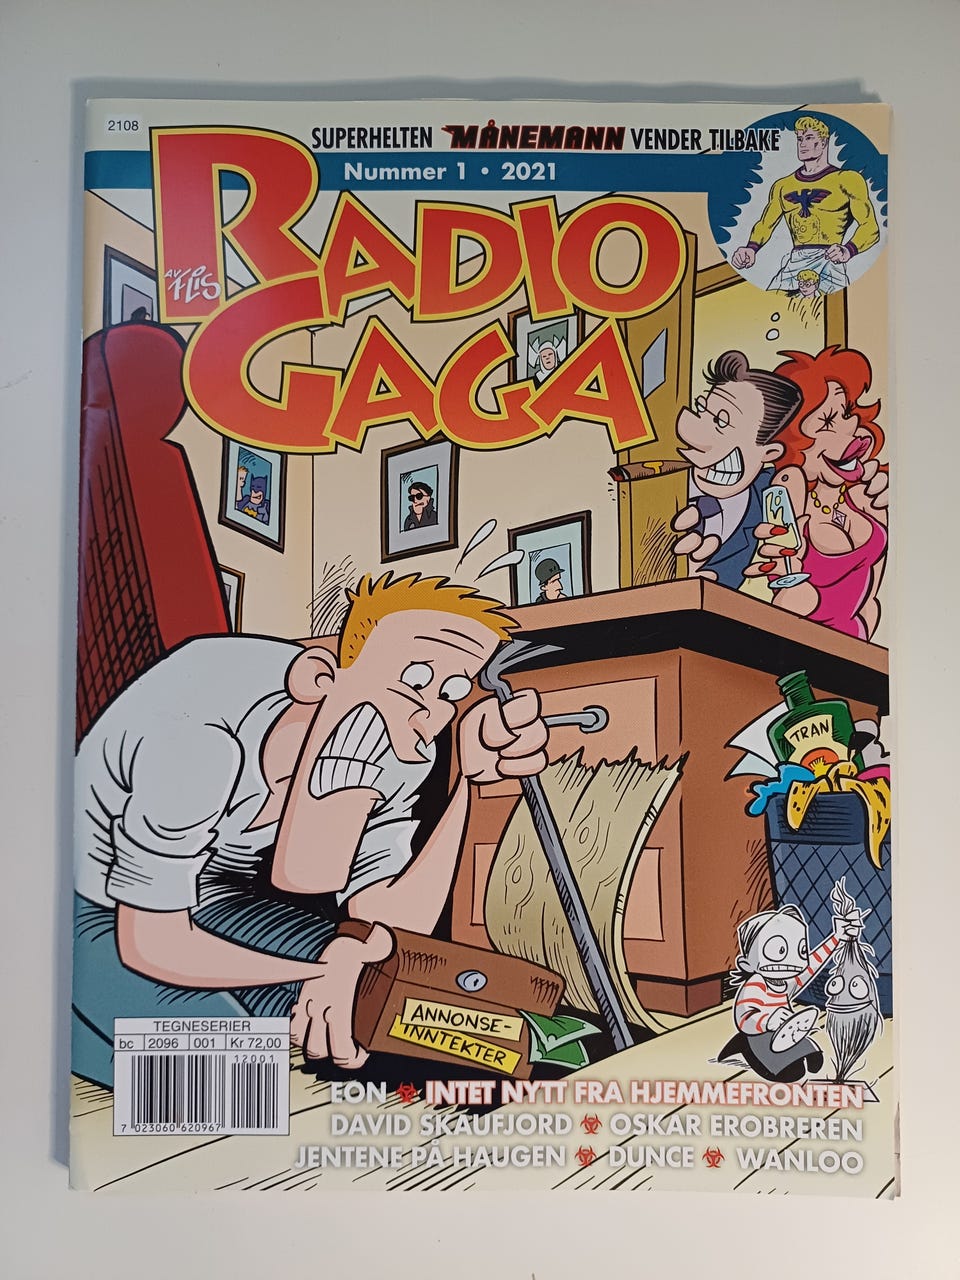 2108
SUPERHELTEN MÅNEMANN VENDER TILBAKE
Nummer 1 • 2021
RADIO
AV FLIS
GAGA
TRAN
ANNONSE-
INNTEKTER
TEGNESERIER
bc 2096 001 Kr 72,00
12001
7 023060 620967
EON INTET NYTT FRA HJEMMEFRONTEN
DAVID SKAUFJORD OSKAR EROBREREN
JENTENE PÅ HAUGEN DUNCE WANLOO